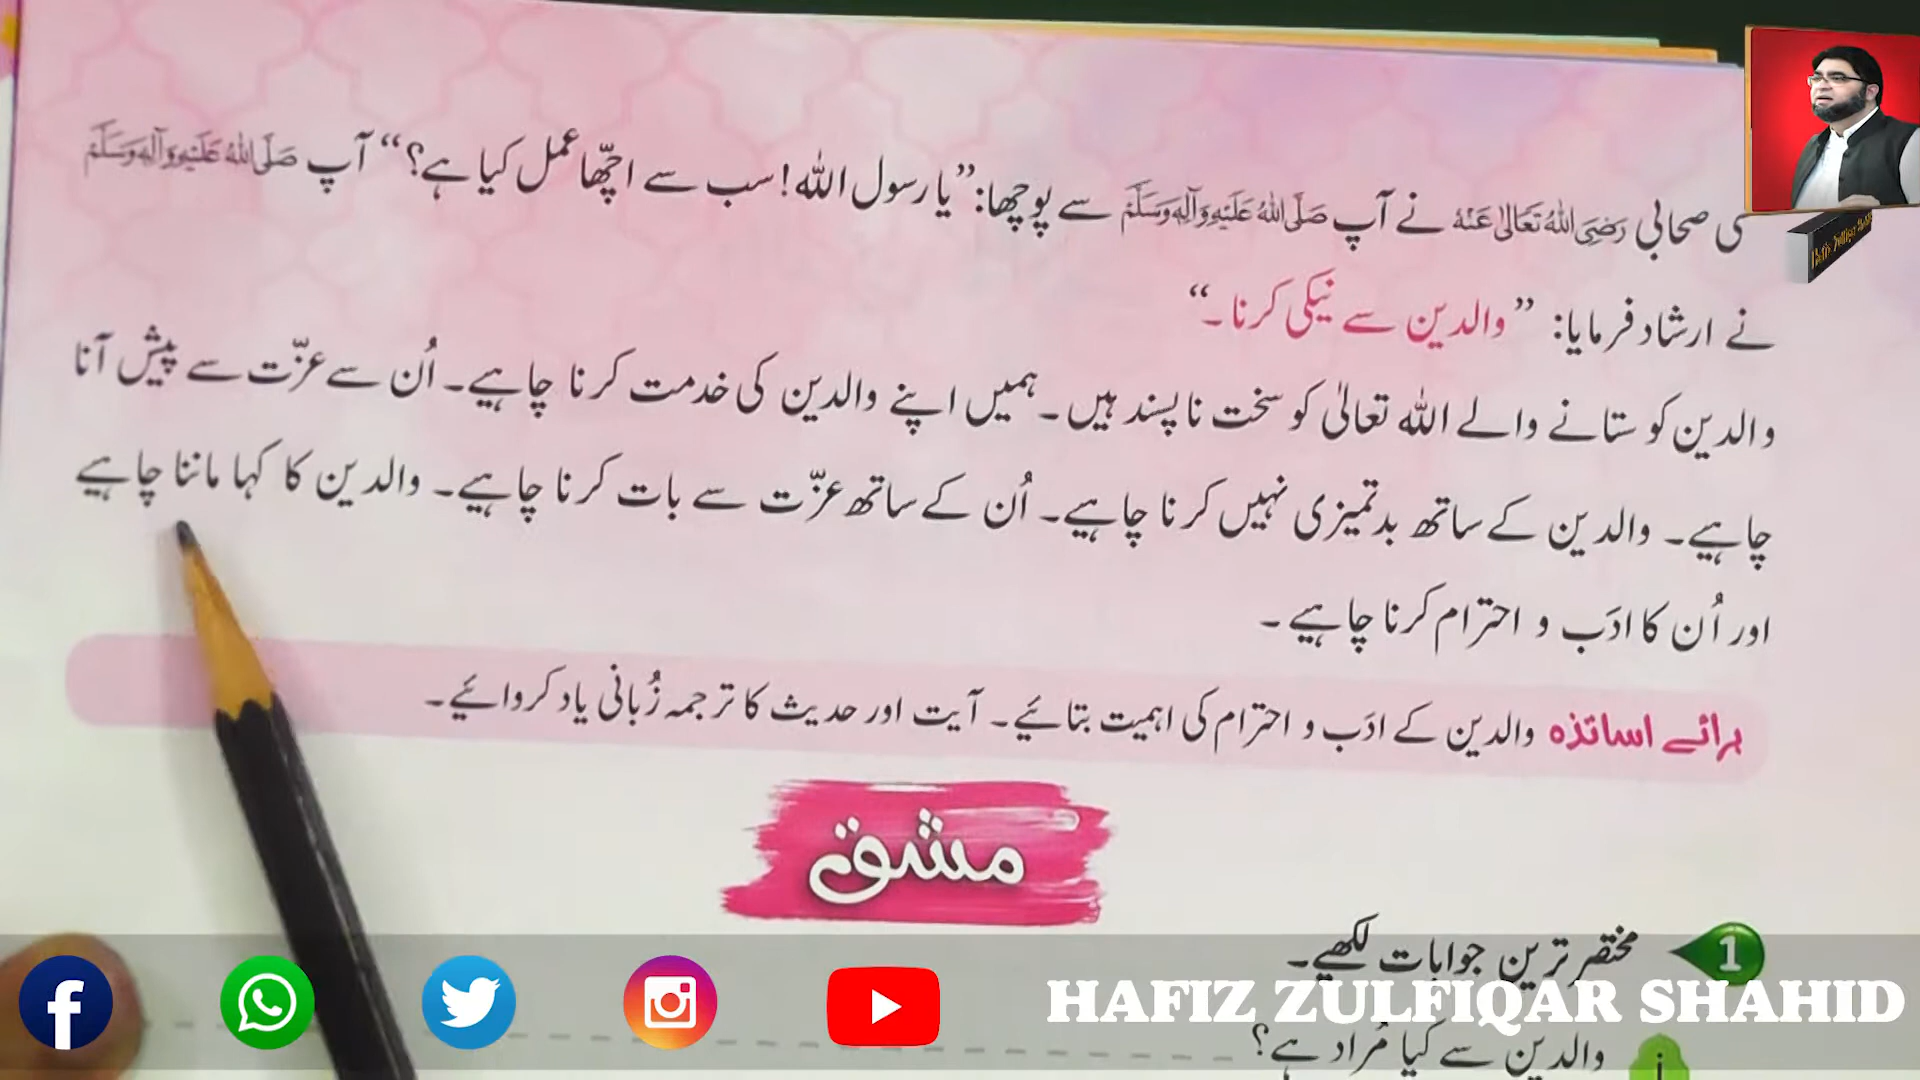 صحابی رَضِیَ اللہُ تَعَالٰی عَنْہُ نے آپ صَلَّی اللہُ عَلَیْہِ وَآلِہٖ وَسَلَّمَ سے پوچھا: ”یا رسول اللہ! سب سے اچّھا عمل کیا ہے؟“ آپ صَلَّی اللہُ عَلَیْہِ وَآلِہٖ وَسَلَّمَ
نے ارشاد فرمایا: ”والدین سے نیکی کرنا۔“
والدین کو ستانے والے اللہ تعالیٰ کو سخت ناپسند ہیں۔ ہمیں اپنے والدین کی خدمت کرنا چاہیے۔ اُن سے عزّت سے پیش آنا
چاہیے۔ والدین کے ساتھ بدتمیزی نہیں کرنا چاہیے۔ اُن کے ساتھ عزّت سے بات کرنا چاہیے۔ والدین کا کہا ماننا چاہیے
اور اُن کا ادَب و احترام کرنا چاہیے۔
برائے اساتذہ والدین کے ادَب و احترام کی اہمیت بتائیے۔ آیت اور حدیث کا ترجمہ زُبانی یاد کروائیے۔
مشق
1 مختصر ترین جوابات لکھیے۔
HAFIZ ZULFIQAR SHAHID
i والدین سے کیا مُراد ہے؟